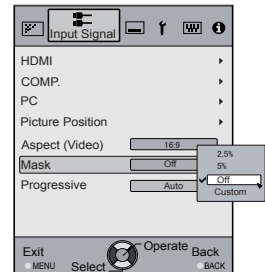 Input Signal
HDMI
COMP.
PC
Picture Position
Aspect (Video) 16:9
Mask Off
Progressive Auto
2.5%
5%
Off
Custom
Exit
MENU
Select
Operate
Back
BACK